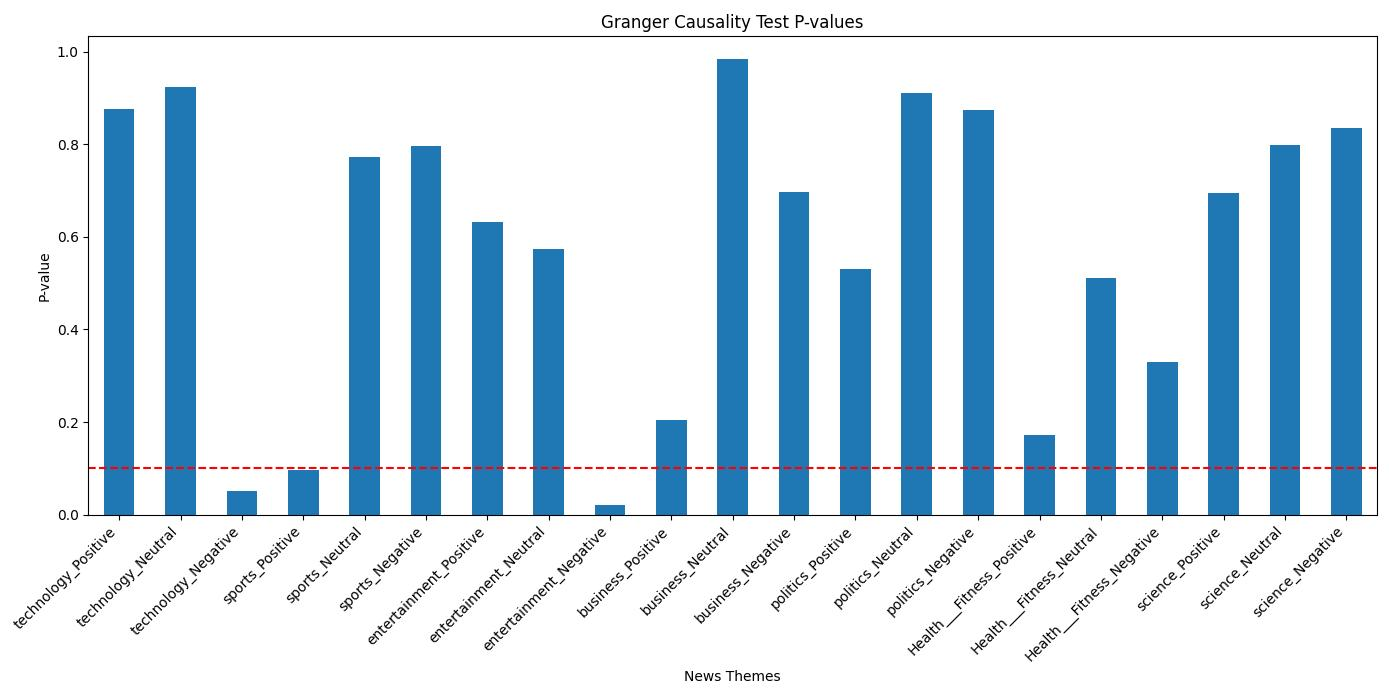 Granger Causality Test P-values
P-value
1.0
0.8
0.6
0.4
0.2
0.0
technology_Positive
technology_Neutral
technology_Negative
sports_Positive
sports_Neutral
sports_Negative
entertainment_Positive
entertainment_Neutral
entertainment_Negative
business_Positive
business_Neutral
business_Negative
politics_Positive
politics_Neutral
politics_Negative
Health___Fitness_Positive
Health___Fitness_Neutral
Health___Fitness_Negative
science_Positive
science_Neutral
science_Negative
News Themes